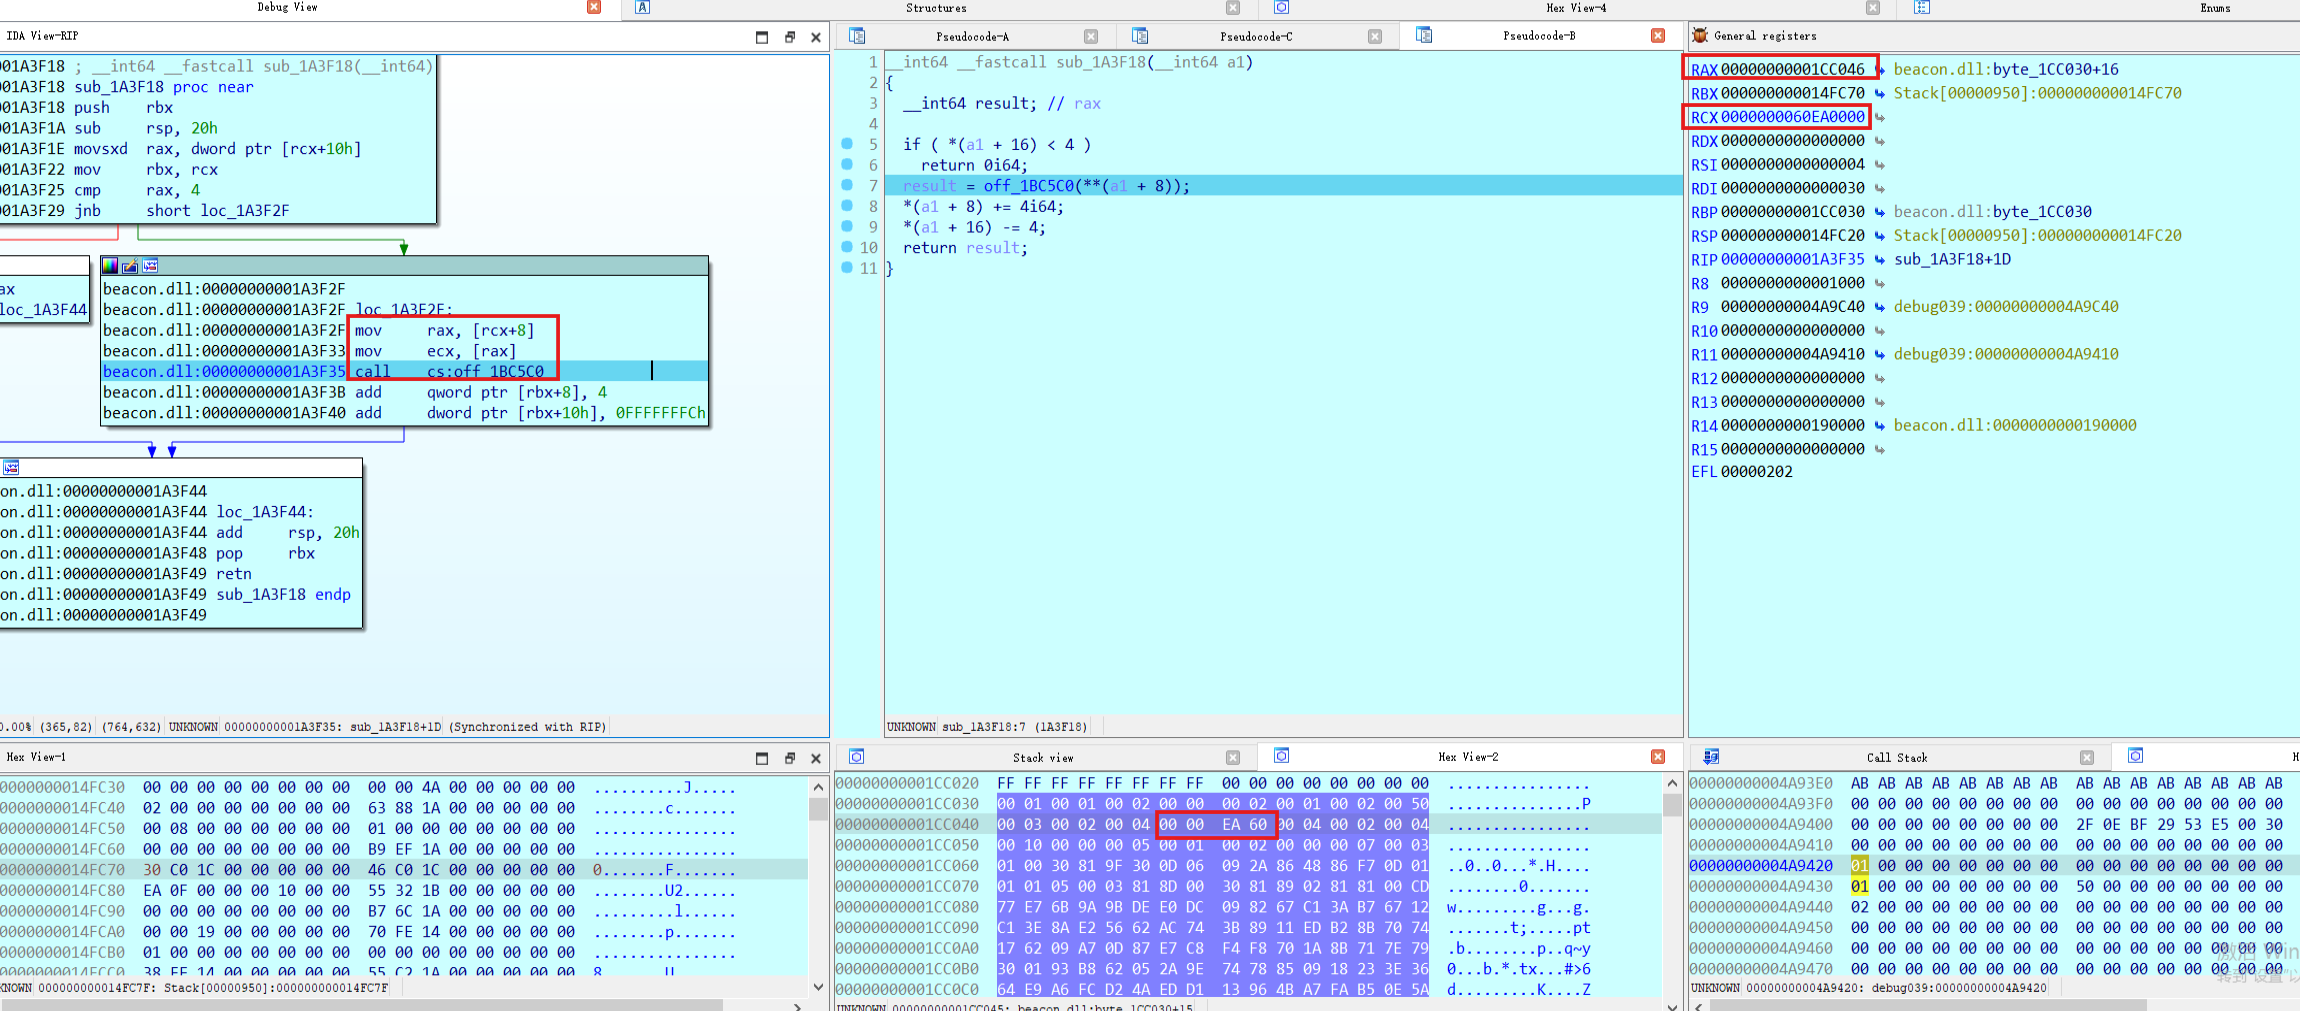 Debug View
Structures
Hex View-4
Enums
IDA View-RIP
01A3F18 ; __int64 __fastcall sub_1A3F18(__int64)
01A3F18 sub_1A3F18 proc near
01A3F18 push rbx
01A3F1A sub rsp, 20h
01A3F1E movsxd rax, dword ptr [rcx+10h]
01A3F22 mov rbx, rcx
01A3F25 cmp rax, 4
01A3F29 jnb short loc_1A3F2F
ax
loc_1A3F44
beacon.dll:00000000001A3F2F
beacon.dll:00000000001A3F2F loc_1A3F2F:
beacon.dll:00000000001A3F2F mov rax, [rcx+8]
beacon.dll:00000000001A3F33 mov ecx, [rax]
beacon.dll:00000000001A3F35 call cs:off_1BC5C0
beacon.dll:00000000001A3F3B add qword ptr [rbx+8], 4
beacon.dll:00000000001A3F40 add dword ptr [rbx+10h], 0FFFFFFFCh
on.dll:00000000001A3F44
on.dll:00000000001A3F44 loc_1A3F44:
on.dll:00000000001A3F44 add rsp, 20h
on.dll:00000000001A3F48 pop rbx
on.dll:00000000001A3F49 retn
on.dll:00000000001A3F49 sub_1A3F18 endp
on.dll:00000000001A3F49
0.00% (365,82) (764,632) UNKNOWN 00000000001A3F35: sub_1A3F18+1D (Synchronized with RIP)
Pseudocode-A
Pseudocode-C
Pseudocode-B
1 __int64 __fastcall sub_1A3F18(__int64 a1)
2 {
3 __int64 result; // rax
4
5 if ( *(a1 + 16) < 4 )
6 return 0i64;
7 result = off_1BC5C0(**(a1 + 8));
8 *(a1 + 8) += 4i64;
9 *(a1 + 16) -= 4;
10 return result;
11 }
UNKNOWN sub_1A3F18:7 (1A3F18)
General registers
RAX 00000000001CC046 beacon.dll:byte_1CC030+16
RBX 000000000014FC70 Stack[00000950]:000000000014FC70
RCX 0000000060EA0000
RDX 0000000000000000
RSI 0000000000000004
RDI 0000000000000030
RBP 00000000001CC030 beacon.dll:byte_1CC030
RSP 000000000014FC20 Stack[00000950]:000000000014FC20
RIP 00000000001A3F35 sub_1A3F18+1D
R8 0000000000001000
R9 00000000004A9C40 debug039:00000000004A9C40
R10 0000000000000000
R11 00000000004A9410 debug039:00000000004A9410
R12 0000000000000000
R13 0000000000000000
R14 0000000000190000 beacon.dll:0000000000190000
R15 0000000000000000
EFL 00000202
Hex View-1
0000000014FC30 00 00 00 00 00 00 00 00 00 00 4A 00 00 00 00 00 ..........J.....
0000000014FC40 02 00 00 00 00 00 00 00 63 88 1A 00 00 00 00 00 ........c.......
0000000014FC50 00 08 00 00 00 00 00 00 01 00 00 00 00 00 00 00 ................
0000000014FC60 00 00 00 00 00 00 00 00 B9 EF 1A 00 00 00 00 00 ................
0000000014FC70 30 C0 1C 00 00 00 00 00 46 C0 1C 00 00 00 00 00 0.......F.......
0000000014FC80 EA 0F 00 00 00 10 00 00 55 32 1B 00 00 00 00 00 ........U2......
0000000014FC90 00 00 00 00 00 00 00 00 B7 6C 1A 00 00 00 00 00 .........l......
0000000014FCA0 00 00 19 00 00 00 00 00 70 FE 14 00 00 00 00 00 ........p.......
0000000014FCB0 01 00 00 00 00 00 00 00 00 00 00 00 00 00 00 00 ................
0000000014FCC0 38 FE 14 00 00 00 00 00 55 C2 1A 00 00 00 00 00 8.......U.......
KNOWN 000000000014FC7F: Stack[00000950]:000000000014FC7F
Stack view
Hex View-2
00000000001CC020 FF FF FF FF FF FF FF FF 00 00 00 00 00 00 00 00 ................
00000000001CC030 00 01 00 01 00 02 00 00 00 02 00 01 00 02 00 50 ...............P
00000000001CC040 00 03 00 02 00 04 00 00 EA 60 00 04 00 02 00 04 ................
00000000001CC050 00 10 00 00 00 05 00 01 00 02 00 00 00 07 00 03 ................
00000000001CC060 01 00 30 81 9F 30 0D 06 09 2A 86 48 86 F7 0D 01 ..0..0...*.H....
00000000001CC070 01 01 05 00 03 81 8D 00 30 81 89 02 81 81 00 CD ........0.......
00000000001CC080 77 E7 6B 9A 9B DE E0 DC 09 82 67 C1 3A B7 67 12 w.........g...g.
00000000001CC090 C1 3E 8A E2 56 62 AC 74 3B 89 11 ED B2 8B 70 74 .......t;.....pt
00000000001CC0A0 17 62 09 A7 0D 87 E7 C8 F4 F8 70 1A 8B 71 7E 79 .b........p..q~y
00000000001CC0B0 30 01 93 B8 62 05 2A 9E 74 78 85 09 18 23 3E 36 0...b.*.tx...#>6
00000000001CC0C0 64 E9 A6 FC D2 4A ED D1 13 96 4B A7 FA B5 0E 5A d.........K....Z
UNKNOWN 00000000001CC045: beacon.dll:byte_1CC030+15
Call Stack
H
00000000004A93E0 AB AB AB AB AB AB AB AB AB AB AB AB AB AB AB AB
00000000004A93F0 00 00 00 00 00 00 00 00 00 00 00 00 00 00 00 00
00000000004A9400 00 00 00 00 00 00 00 00 2F 0E BF 29 53 E5 00 30
00000000004A9410 00 00 00 00 00 00 00 00 00 00 00 00 00 00 00 00
00000000004A9420 01 00 00 00 00 00 00 00 00 00 00 00 00 00 00 00
00000000004A9430 01 00 00 00 00 00 00 00 50 00 00 00 00 00 00 00
00000000004A9440 02 00 00 00 00 00 00 00 00 00 00 00 00 00 00 00
00000000004A9450 00 00 00 00 00 00 00 00 00 00 00 00 00 00 00 00
00000000004A9460 00 00 00 00 00 00 00 00 00 00 00 00 00 00 00 00
00000000004A9470 00 00 00 00 00 00 00 00 00 00 00 00 00 00 00 00
UNKNOWN 00000000004A9420: debug039:00000000004A9420
激活 Win
转到"设置"以